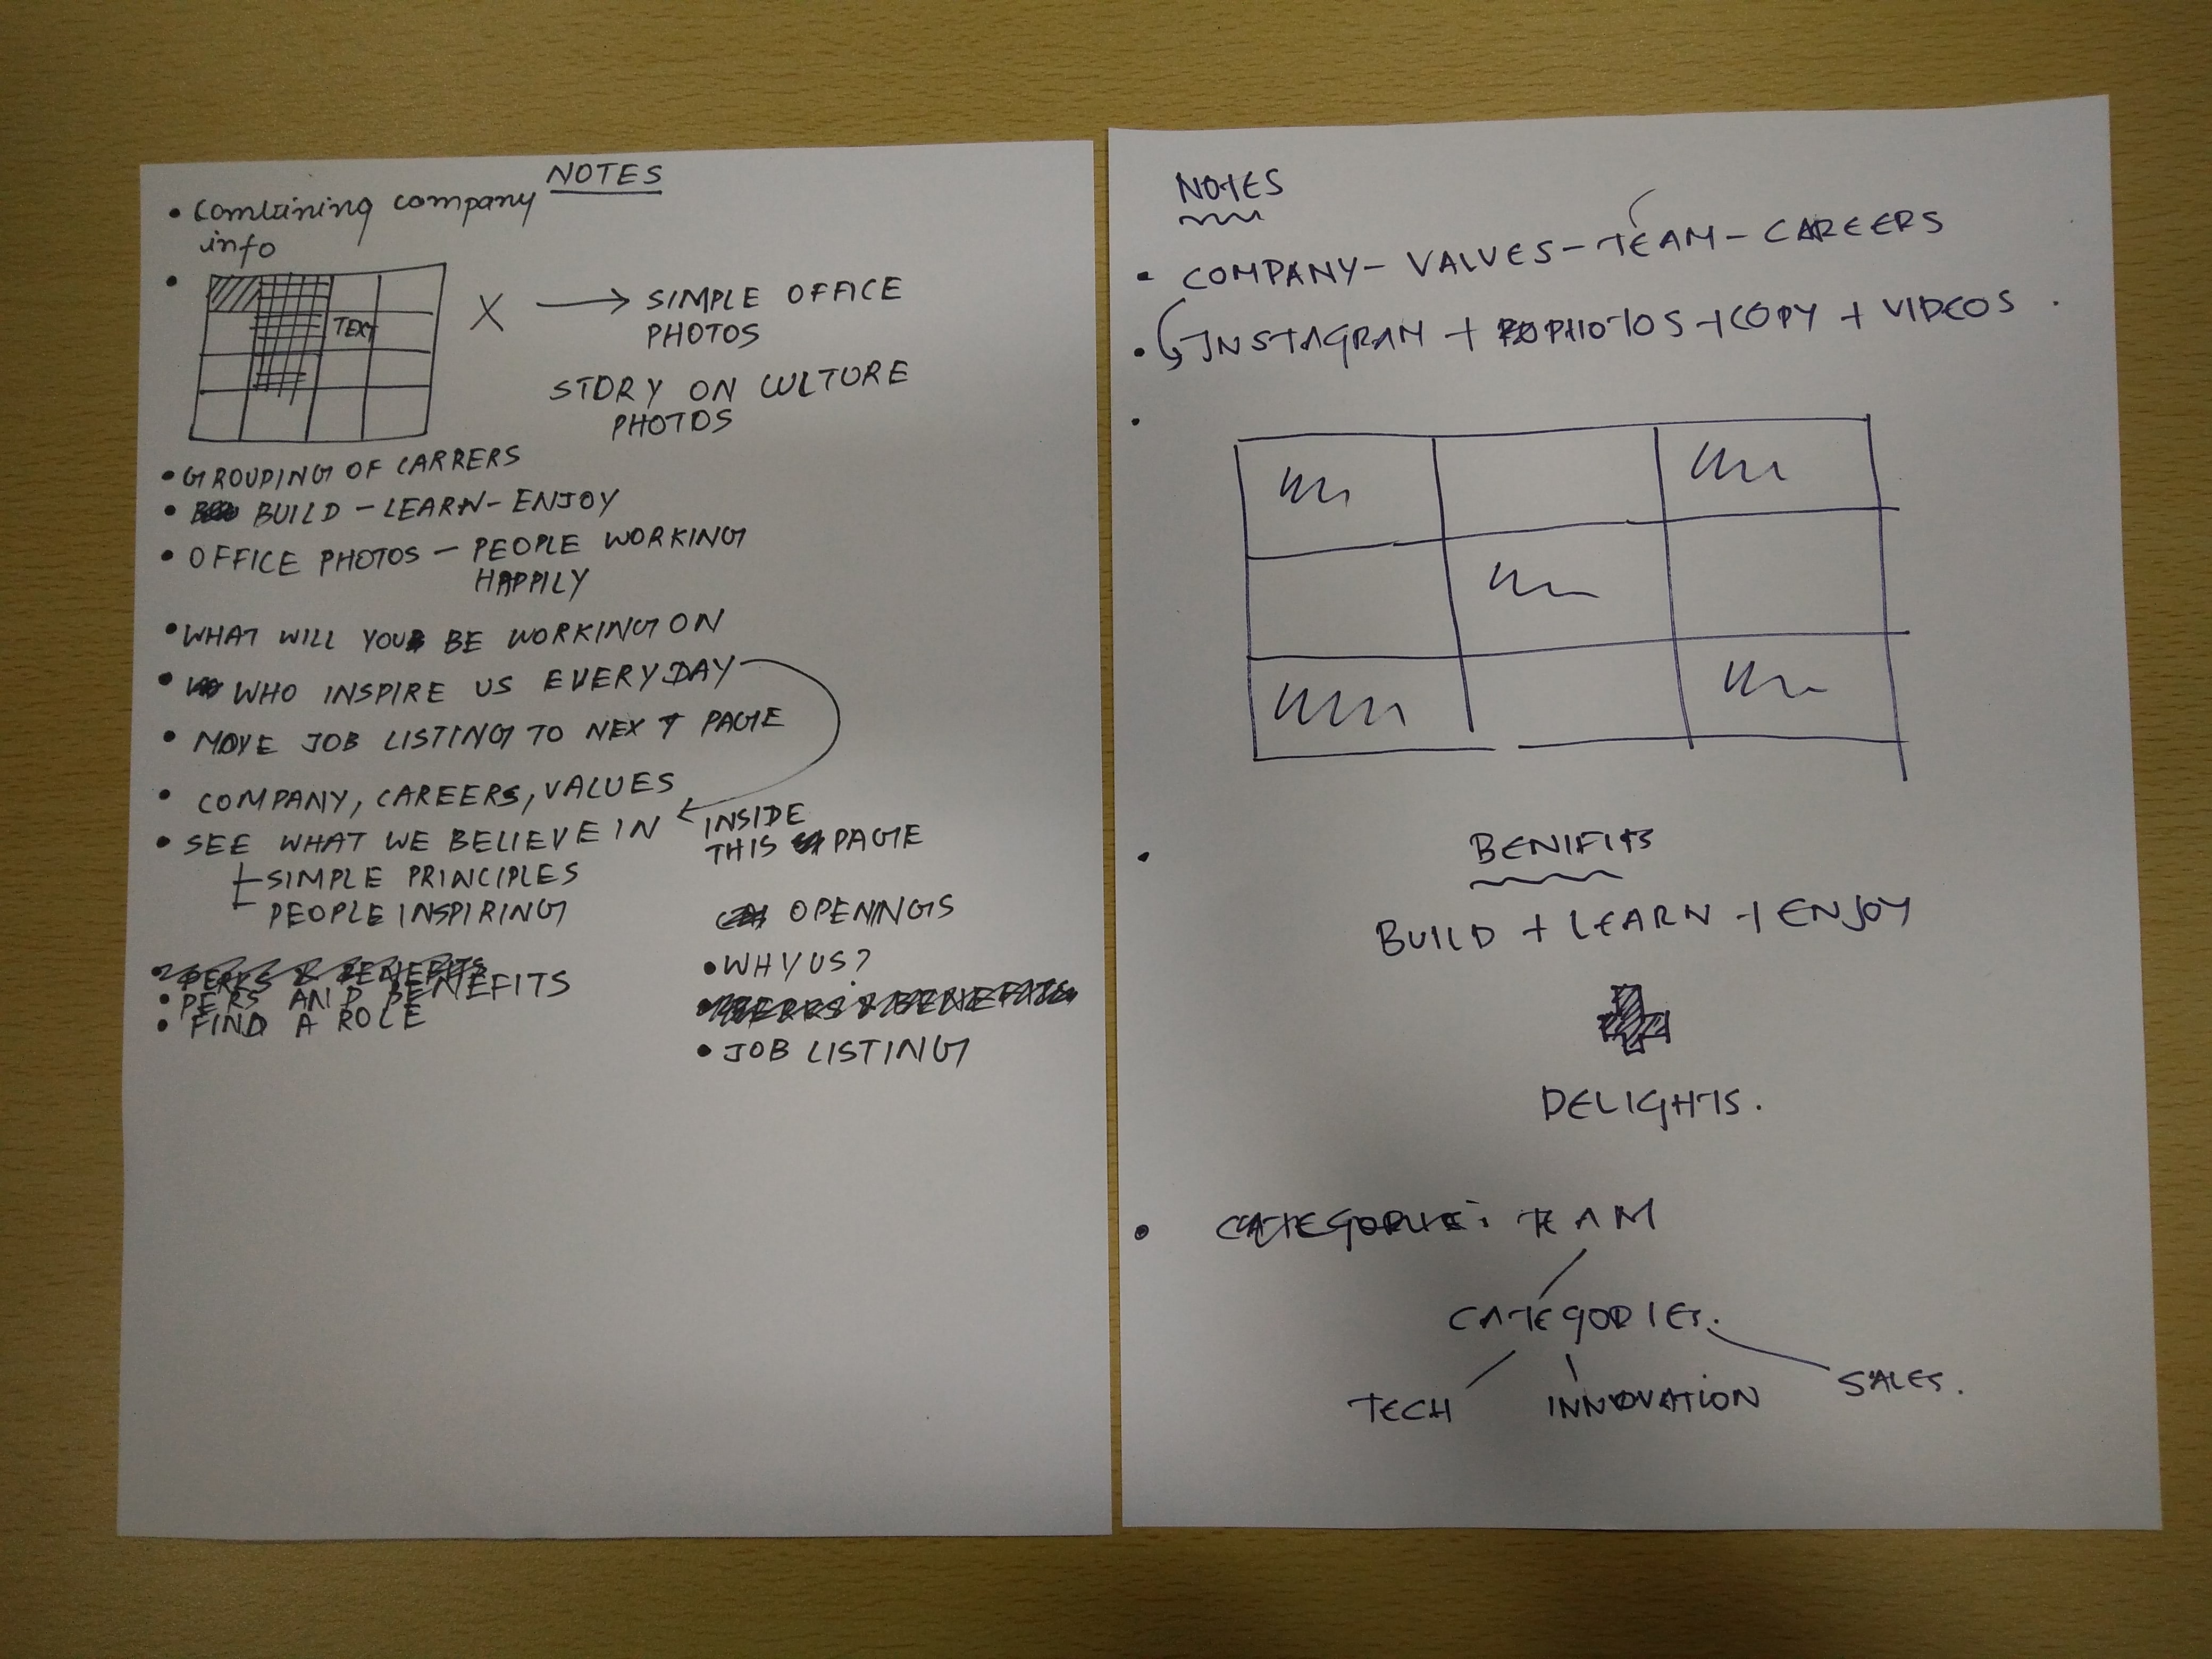 NOTES
• Combining company
info
•
TEXT
X → SIMPLE OFFICE
PHOTOS
STORY ON CULTURE
PHOTOS
• GROUPING OF CARRERS
• BUILD - LEARN - ENJOY
• OFFICE PHOTOS - PEOPLE WORKING
HAPPILY
• WHAT WILL YOU BE WORKING ON
• WHO INSPIRE US EVERYDAY
• MOVE JOB LISTING TO NEXT PAGE
• COMPANY, CAREERS, VALUES
• SEE WHAT WE BELIEVE IN
SIMPLE PRINCIPLES
PEOPLE INSPIRING
INSIDE
THIS PAGE
• PERKS & BENEFITS
• PERS AND BENEFITS
• FIND A ROLE
OPENINGS
• WHY US?
• PERKS & BENEFITS
• JOB LISTING
NOTES
• COMPANY - VALUES - TEAM - CAREERS
• INSTAGRAM + PHOTOS + COPY + VIDEOS .
•
• BENIFITS
BUILD + LEARN + ENJOY
DELIGHTS.
• CATEGORIE: TEAM
CATEGORIES.
TECH INNOVATION SALES.